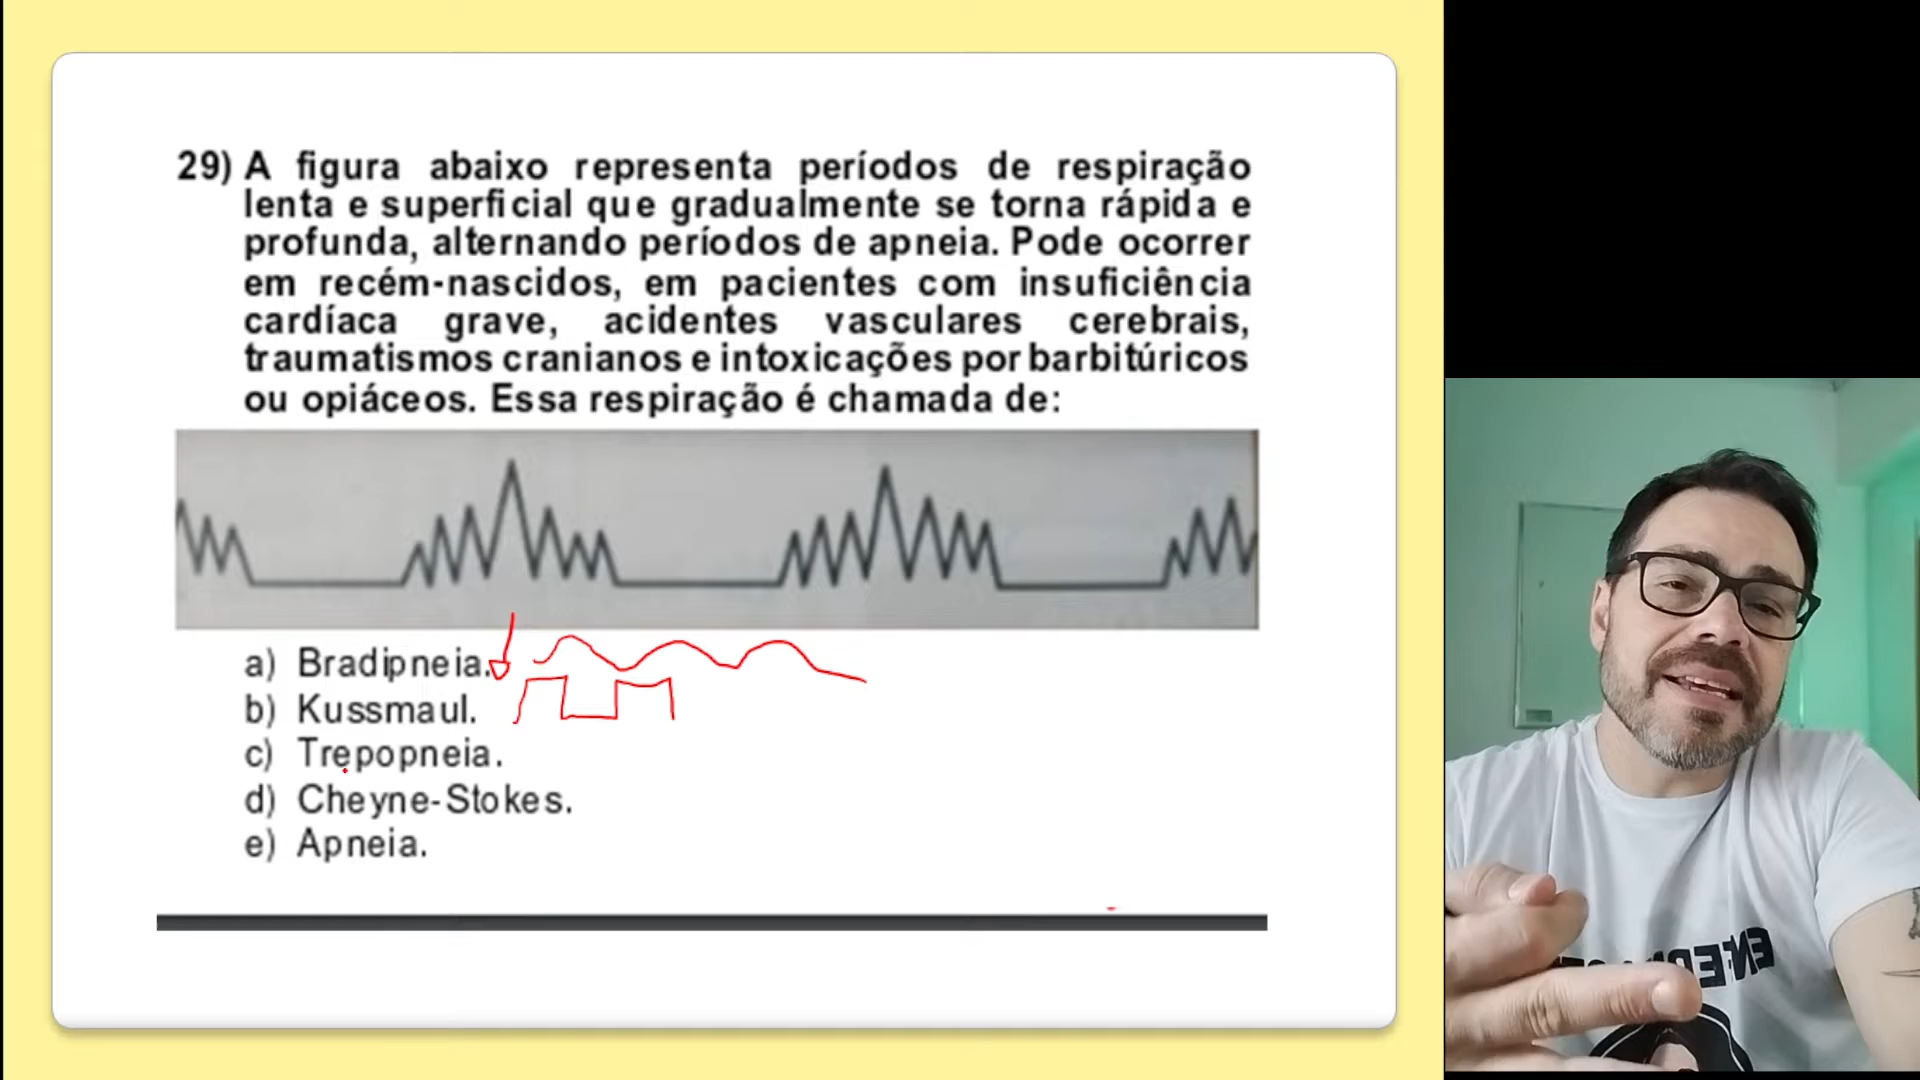 29) A figura abaixo representa períodos de respiração
lenta e superficial que gradualmente se torna rápida e
profunda, alternando períodos de apneia. Pode ocorrer
em recém-nascidos, em pacientes com insuficiência
cardíaca grave, acidentes vasculares cerebrais,
traumatismos cranianos e intoxicações por barbitúricos
ou opiáceos. Essa respiração é chamada de:
a) Bradipneia.
b) Kussmaul.
c) Trepopneia.
d) Cheyne-Stokes.
e) Apneia.